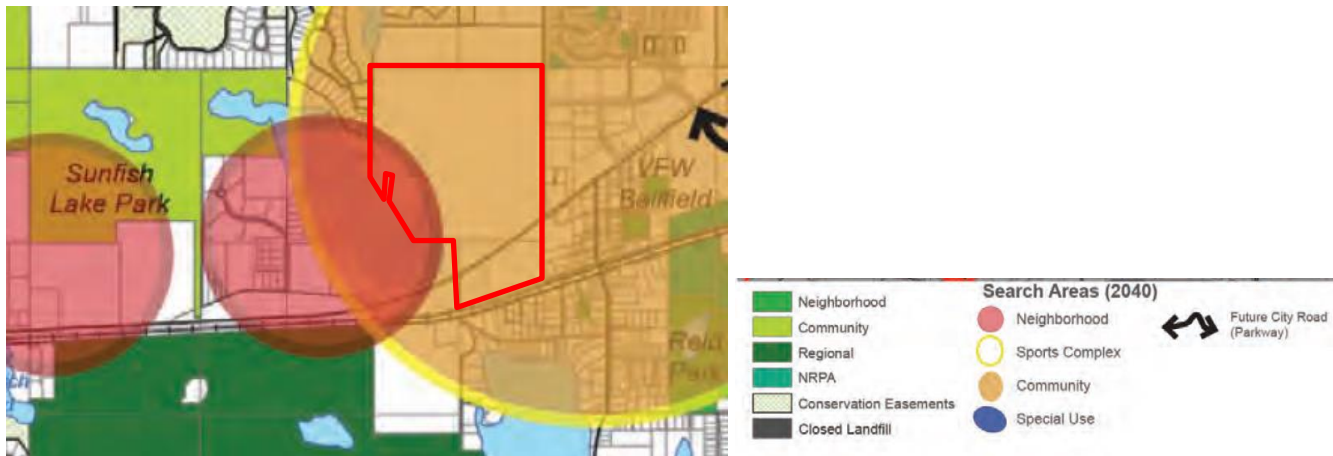 Sunfish
Lake Park
VFW
Ballfield
Reid
Park
ch
Neighborhood
Community
Regional
NRPA
Conservation Easements
Closed Landfill
Search Areas (2040)
Neighborhood
Sports Complex
Community
Special Use
Future City Road
(Parkway)